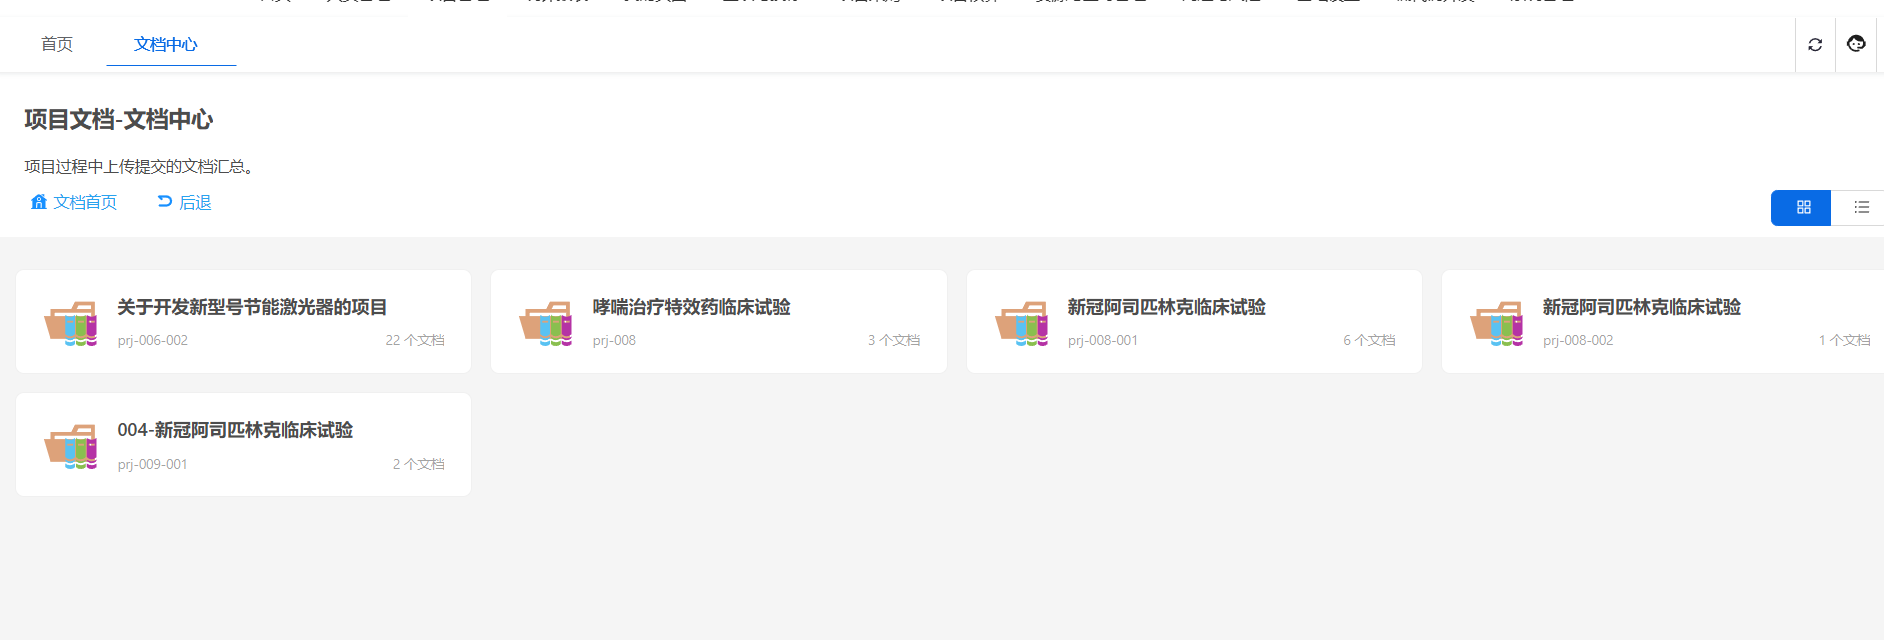 首页 文档中心
项目文档-文档中心
项目过程中上传提交的文档汇总。
文档首页 后退
关于开发新型号节能激光器的项目
prj-006-002 22 个文档
哮喘治疗特效药临床试验
prj-008 3 个文档
新冠阿司匹林克临床试验
prj-008-001 6 个文档
新冠阿司匹林克临床试验
prj-008-002 1 个文档
004-新冠阿司匹林克临床试验
prj-009-001 2 个文档